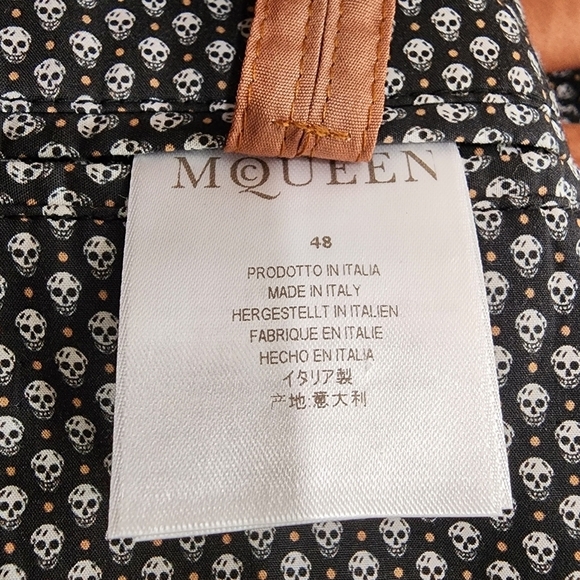 MCQUEEN
48
PRODOTTO IN ITALIA
MADE IN ITALY
HERGESTELLT IN ITALIEN
FABRIQUE EN ITALIE
HECHO EN ITALIA
イタリア製
产地:意大利